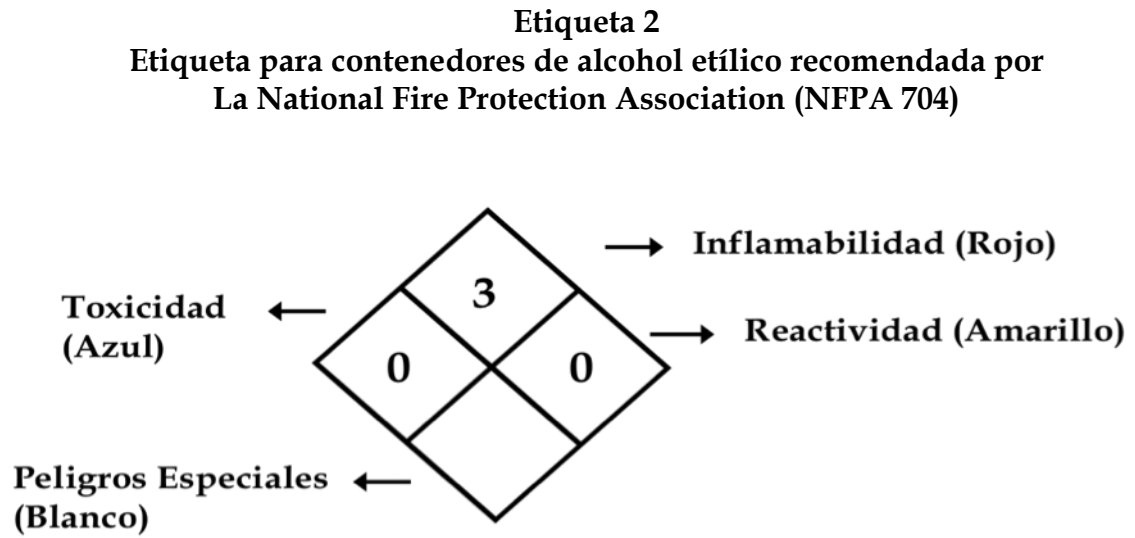 Etiqueta 2
Etiqueta para contenedores de alcohol etílico recomendada por
La National Fire Protection Association (NFPA 704)
Inflamabilidad (Rojo)
3
Toxicidad
(Azul)
Reactividad (Amarillo)
0
0
Peligros Especiales
(Blanco)